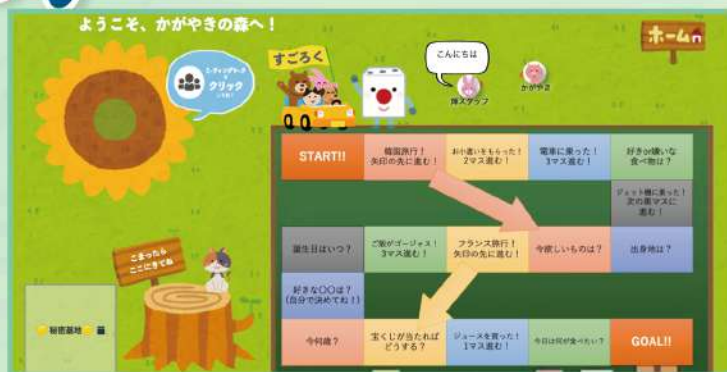 ようこそ、かがやきの森へ！
ホーム
すごろく
クリック
こんにちは
かがやき
START!!
韓国旅行！
矢印の先に進む！
お小遣いをもらった！
2マス進む！
電車に乗った！
3マス進む！
好きor嫌いな
食べ物は？
ジェット機に乗った！
次の黒マスに
進む！
誕生日はいつ？
ご飯がゴージャス！
3マス進む！
フランス旅行！
矢印の先に進む！
今欲しいものは？
出身地は？
こまったら
ここにきてね
好きな〇〇は？
(自分で決めてね！)
秘密基地
今何歳？
宝くじが当たれば
どうする？
ジュースを買った！
1マス進む！
今日は何が食べたい？
GOAL!!